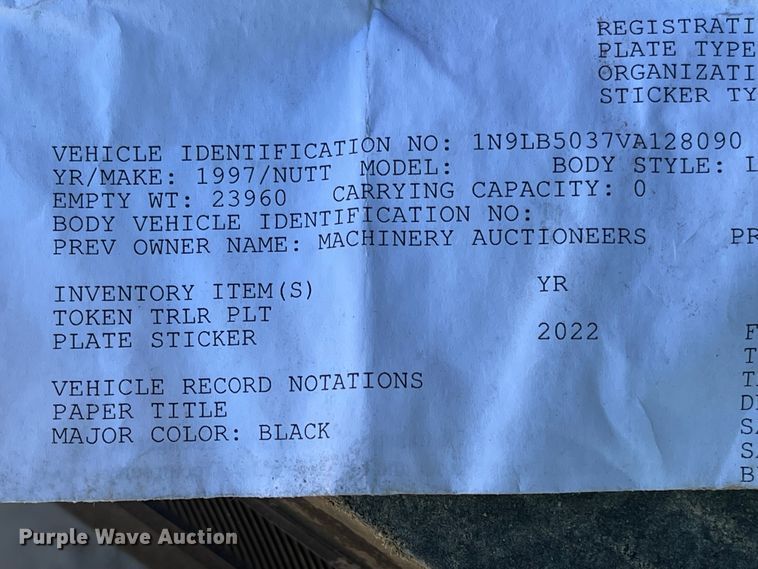 REGISTRATI
PLATE TYPE
ORGANIZATI
STICKER TY
VEHICLE IDENTIFICATION NO: 1N9LB5037VA128090
YR/MAKE: 1997/NUTT MODEL: BODY STYLE: L
EMPTY WT: 23960 CARRYING CAPACITY: 0
BODY VEHICLE IDENTIFICATION NO:
PREV OWNER NAME: MACHINERY AUCTIONEERS PR
INVENTORY ITEM(S) YR
TOKEN TRLR PLT
PLATE STICKER 2022 F
T
VEHICLE RECORD NOTATIONS T
PAPER TITLE D
MAJOR COLOR: BLACK S
S
B
Purple Wave Auction